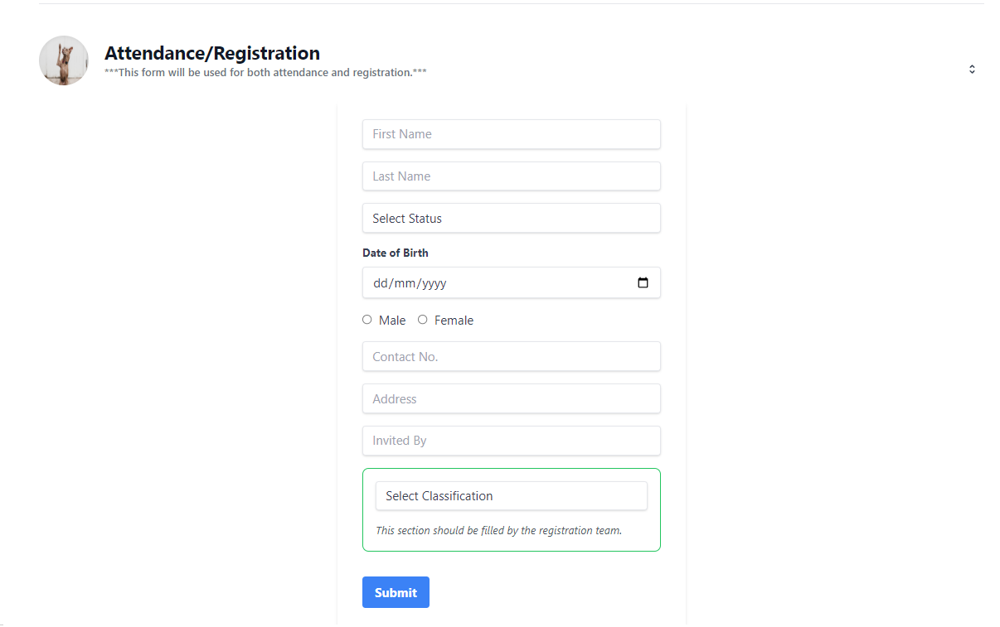 Attendance/Registration
***This form will be used for both attendance and registration.***
First Name
Last Name
Select Status
Date of Birth
dd/mm/yyyy
Male Female
Contact No.
Address
Invited By
Select Classification
This section should be filled by the registration team.
Submit